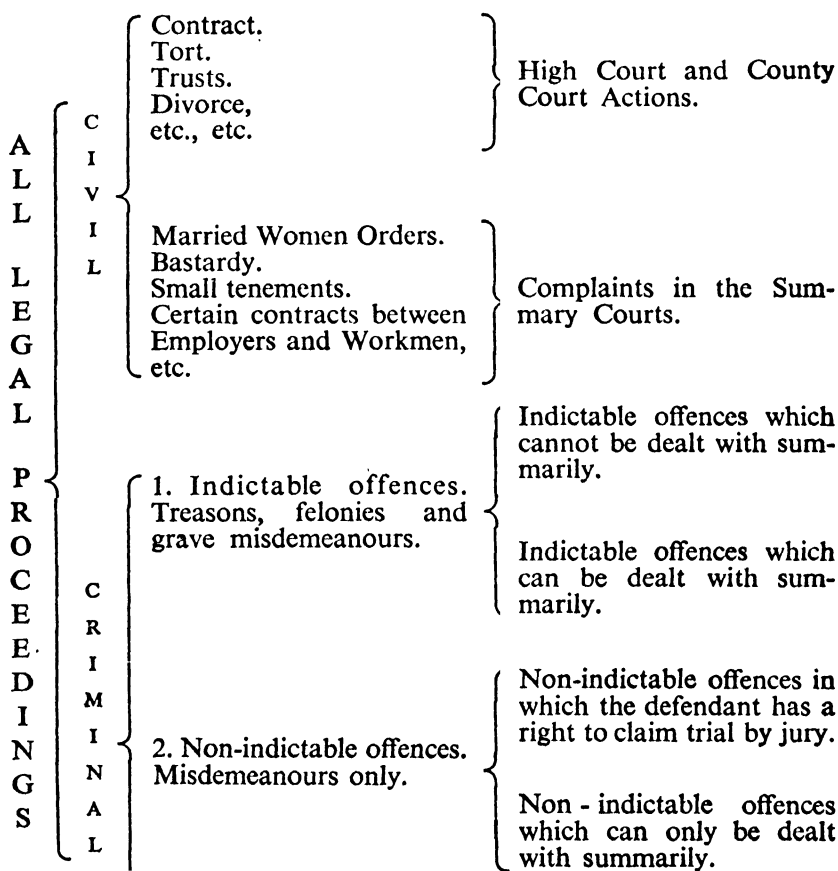 ALL LEGAL PROCEEDINGS
CIVIL
Contract.
Tort.
Trusts.
Divorce,
etc., etc.
High Court and County
Court Actions.
Married Women Orders.
Bastardy.
Small tenements.
Certain contracts between
Employers and Workmen,
etc.
Complaints in the Sum-
mary Courts.
CRIMINAL
1. Indictable offences.
Treasons, felonies and
grave misdemeanours.
Indictable offences which
cannot be dealt with sum-
marily.
Indictable offences which
can be dealt with sum-
marily.
2. Non-indictable offences.
Misdemeanours only.
Non-indictable offences in
which the defendant has a
right to claim trial by jury.
Non - indictable offences
which can only be dealt
with summarily.